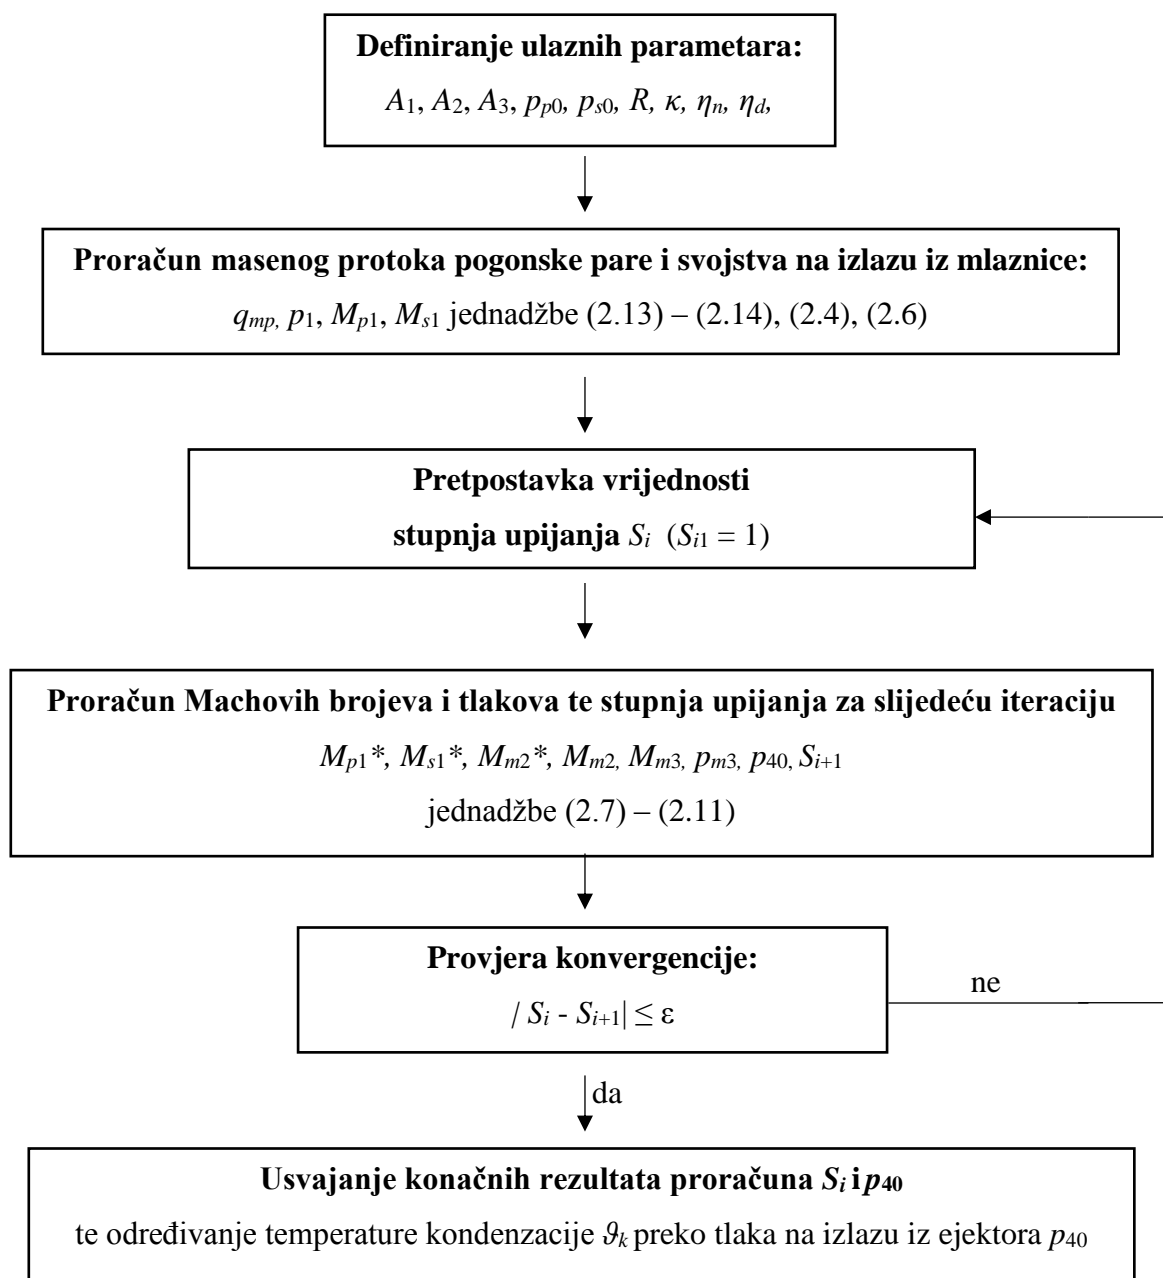 Definiranje ulaznih parametara:
A1, A2, A3, pp0, ps0, R, κ, ηn, ηd,
Proračun masenog protoka pogonske pare i svojstva na izlazu iz mlaznice:
qmp, p1, Mp1, Ms1 jednadžbe (2.13) – (2.14), (2.4), (2.6)
Pretpostavka vrijednosti
stupnja upijanja Si (Si1 = 1)
Proračun Machovih brojeva i tlakova te stupnja upijanja za slijedeću iteraciju
Mp1*, Ms1*, Mm2*, Mm2, Mm3, pm3, p40, Si+1
jednadžbe (2.7) – (2.11)
Provjera konvergencije:
/ Si - Si+1| ≤ ε
ne
da
Usvajanje konačnih rezultata proračuna Si i p40
te određivanje temperature kondenzacije ϑk preko tlaka na izlazu iz ejektora p40